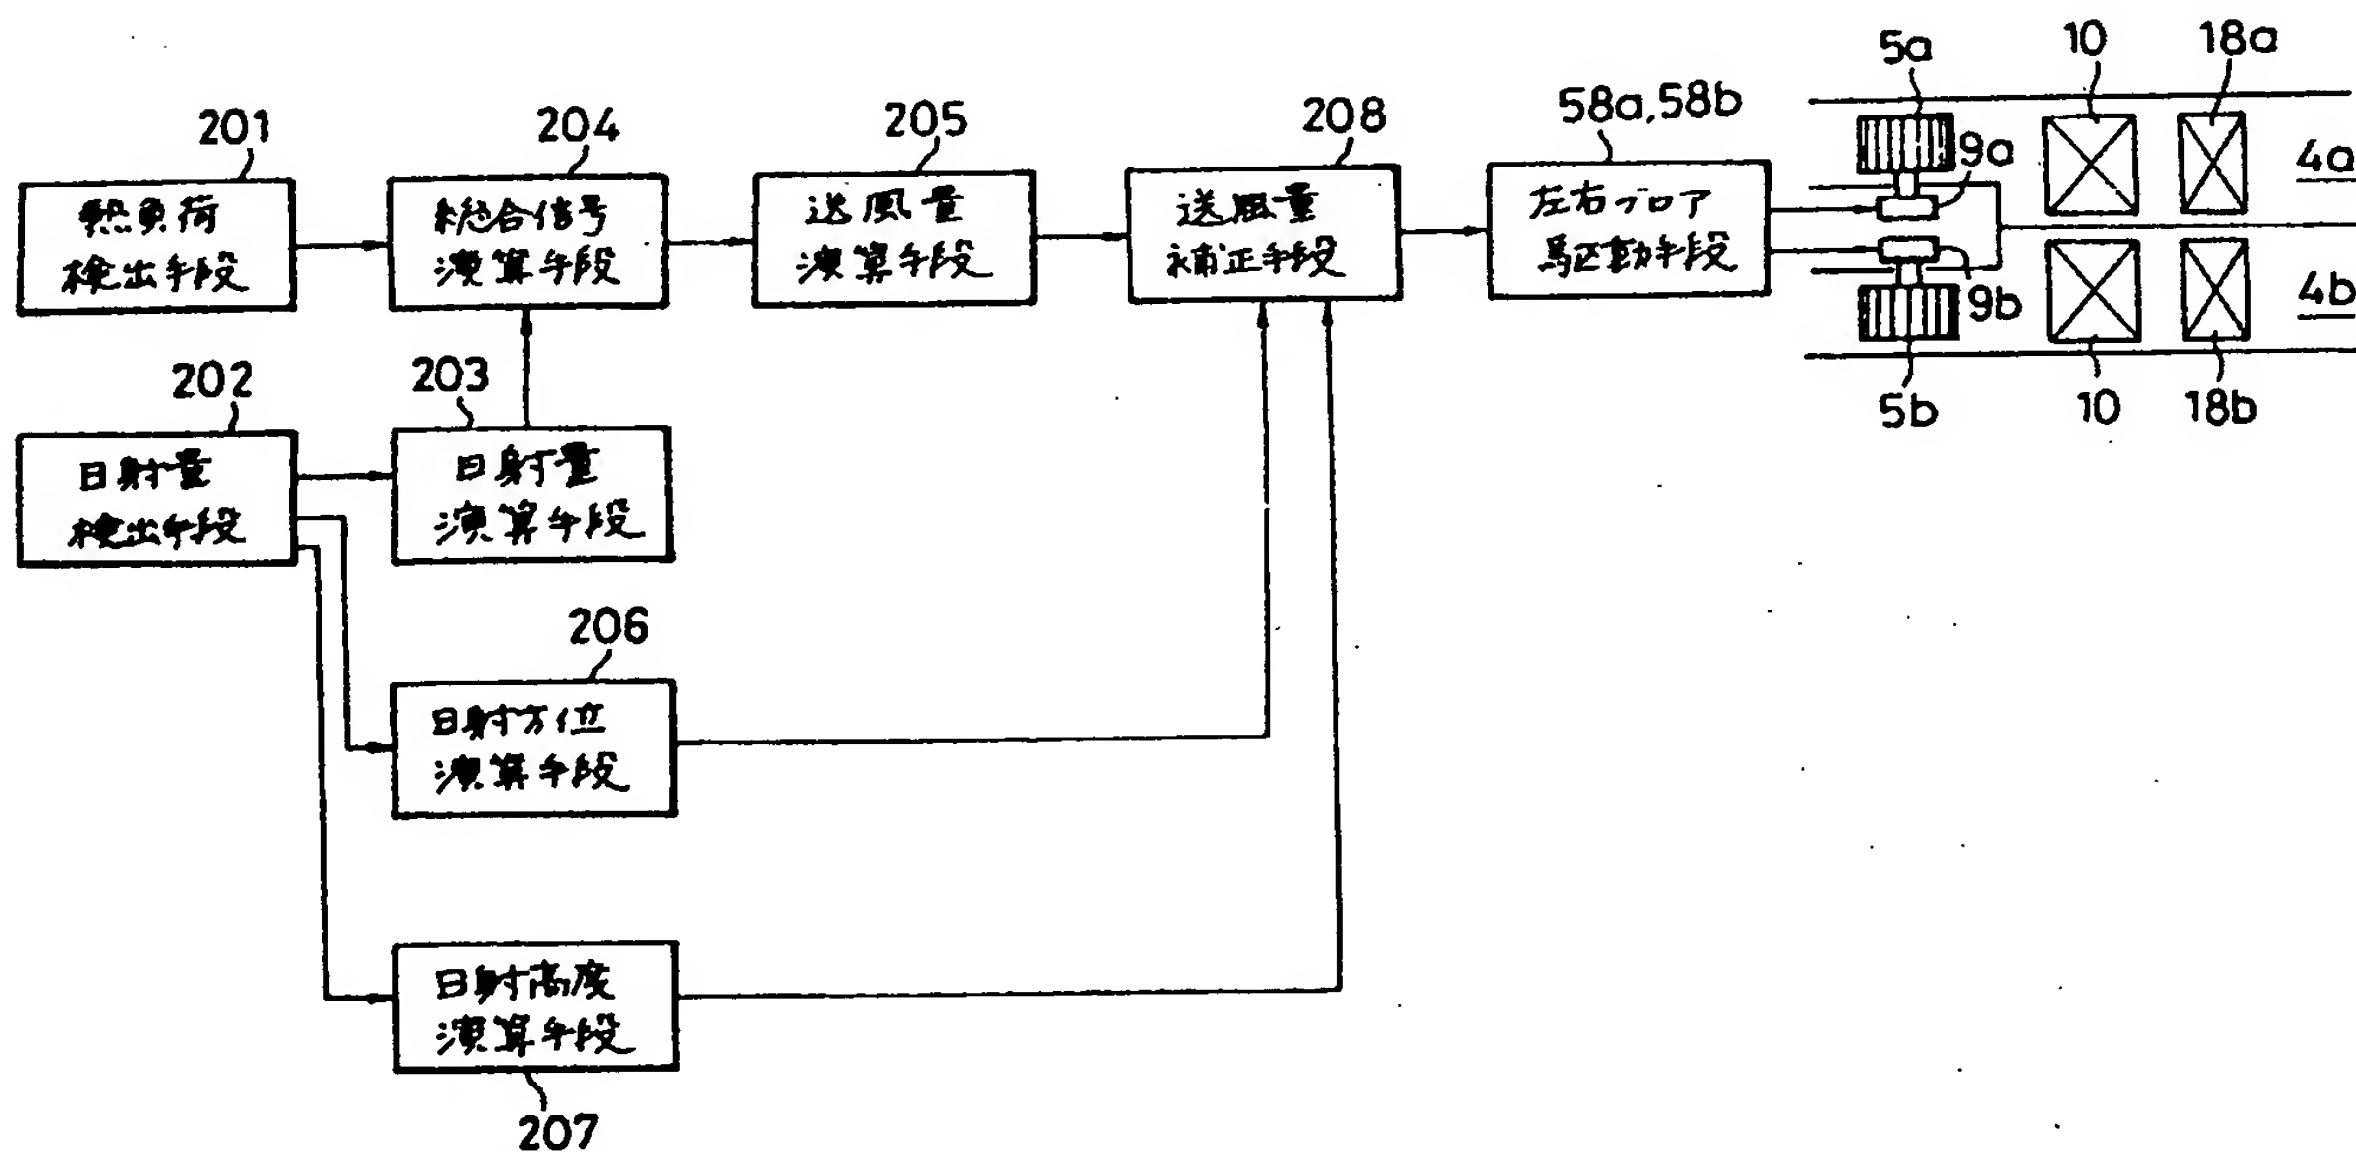 5a
10
18a
201
204
205
208
58a,58b
9a
4a
熱負荷
検出手段
総合信号
演算手段
送風量
演算手段
送風量
補正手段
左右ブロア
駆動手段
9b
4b
5b
10
18b
202
203
日射量
検出手段
日射量
演算手段
206
日射方位
演算手段
日射高度
演算手段
207